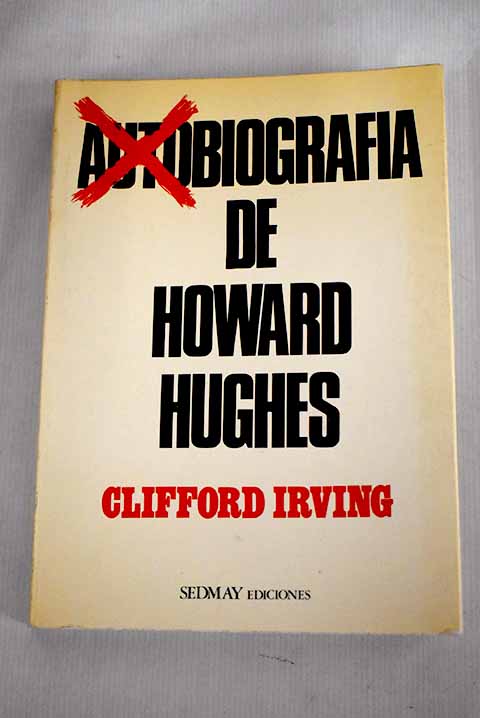 AUTOBIOGRAFIA
DE
HOWARD
HUGHES
CLIFFORD IRVING
SEDMAY EDICIONES